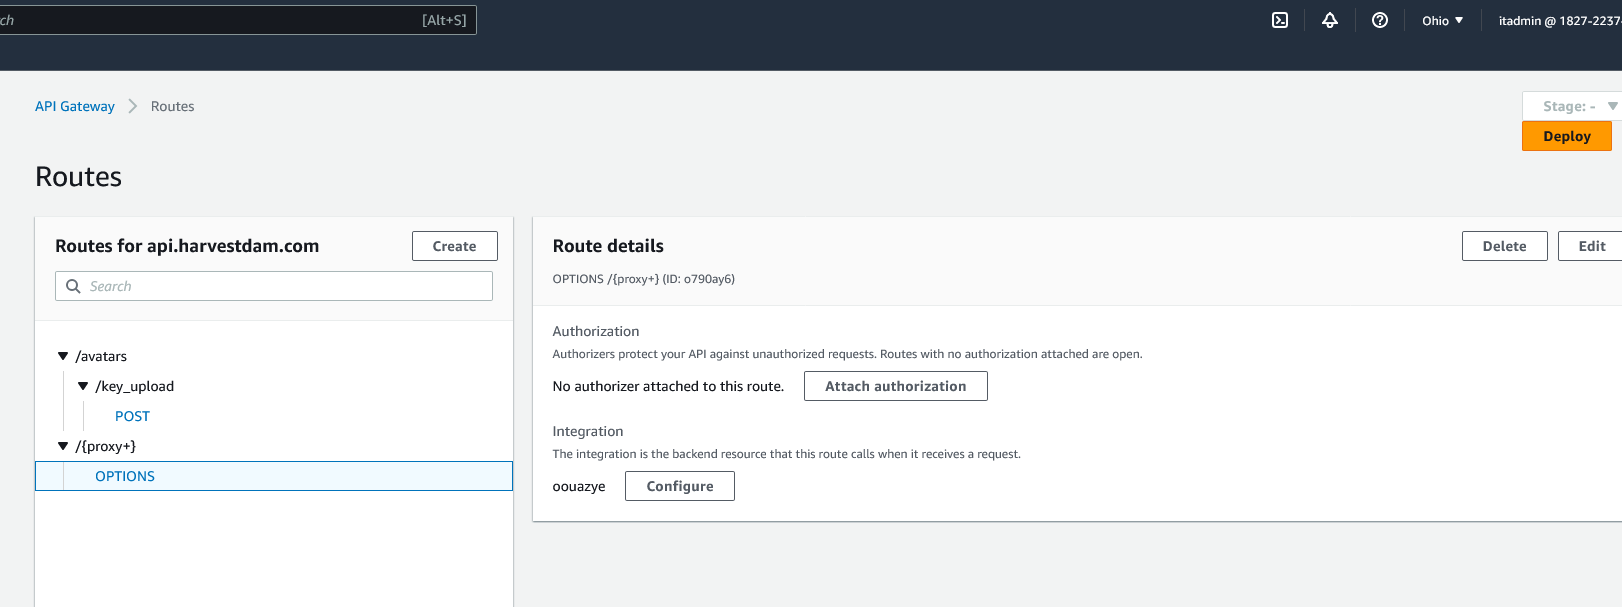 ch [Alt+S] Ohio ▼ itadmin @ 1827-2237-
API Gateway > Routes
Stage: - ▼
Deploy
Routes
Routes for api.harvestdam.com
Create
Search
▼ /avatars
▼ /key_upload
POST
▼ /{proxy+}
OPTIONS
Route details
Delete
Edit
OPTIONS /{proxy+} (ID: o790ay6)
Authorization
Authorizers protect your API against unauthorized requests. Routes with no authorization attached are open.
No authorizer attached to this route.
Attach authorization
Integration
The integration is the backend resource that this route calls when it receives a request.
oouazye
Configure